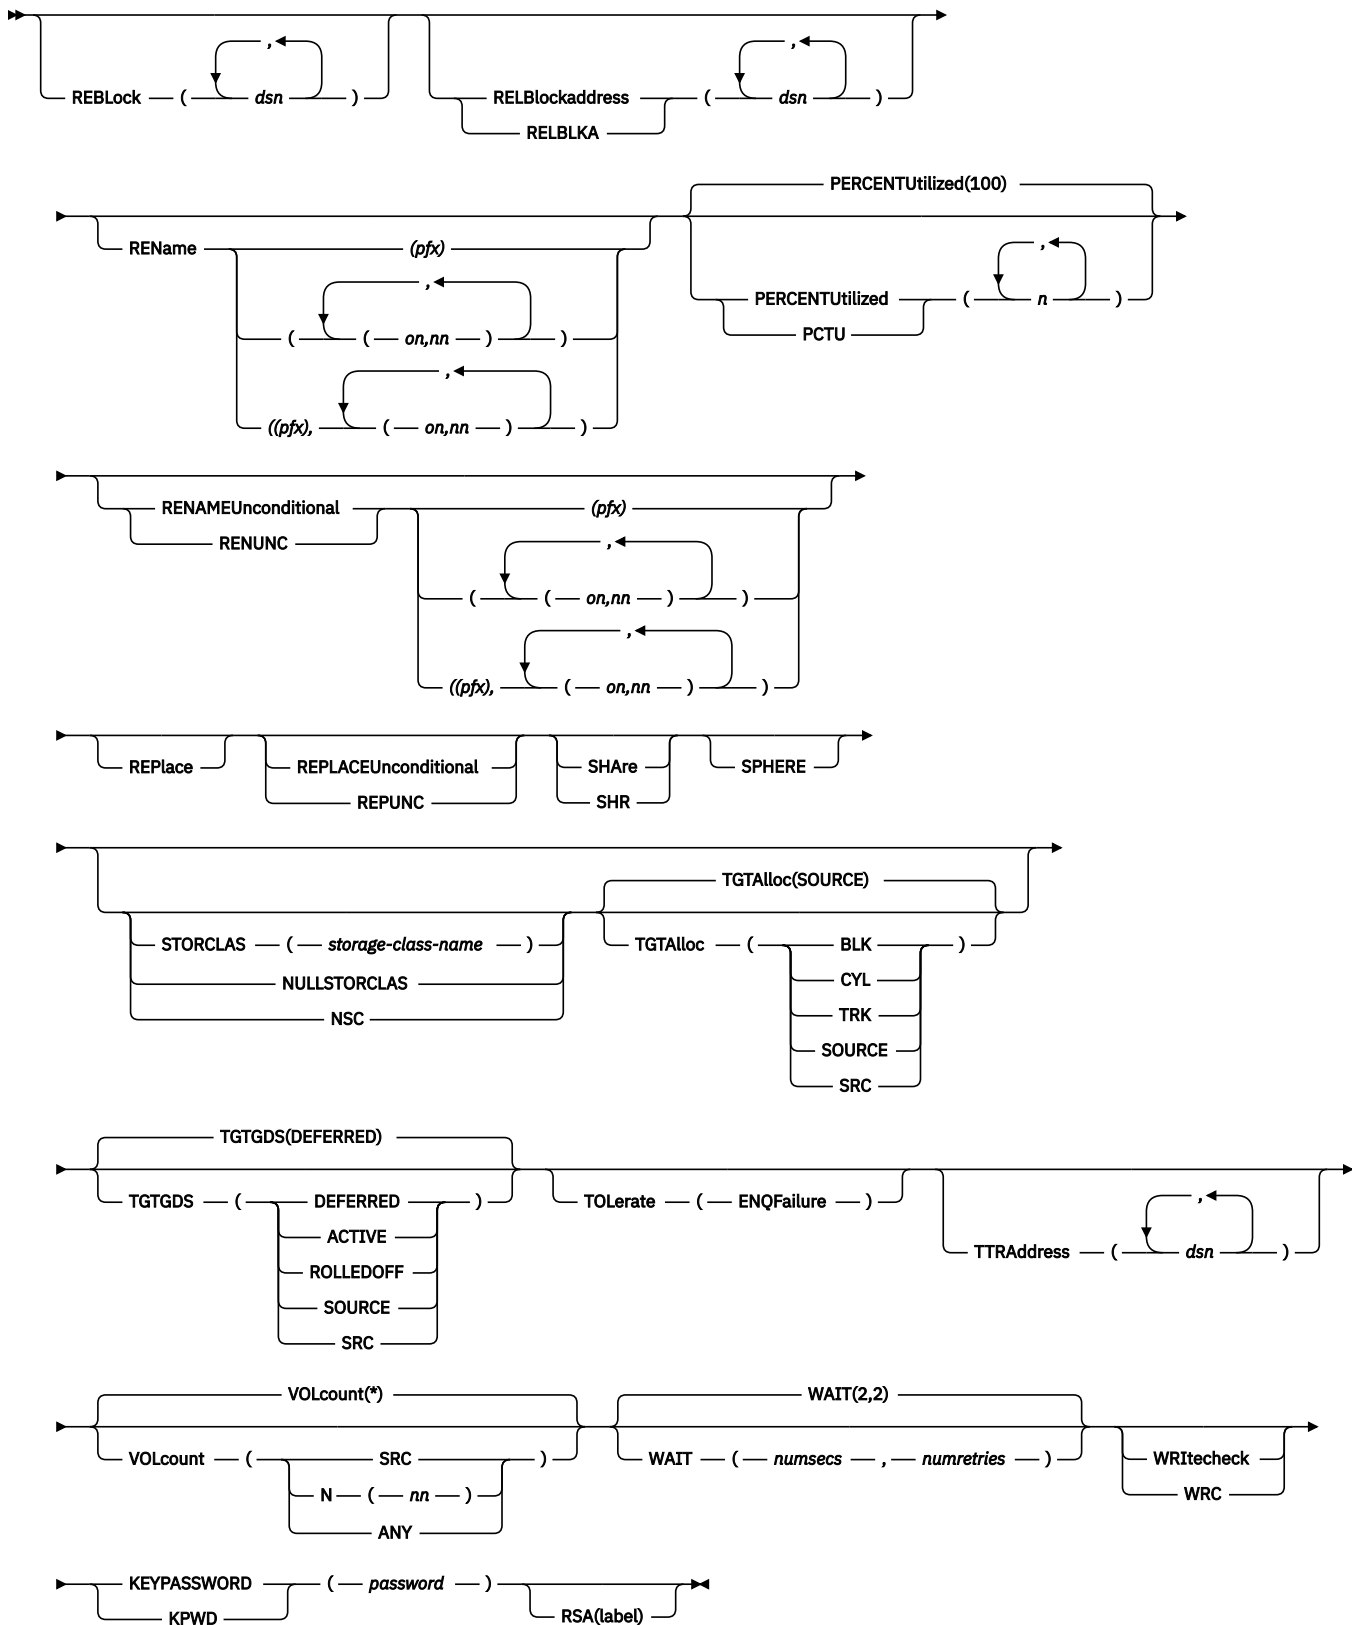 ,
,
REBLock ( dsn )
RELBlockaddress ( dsn )
RELBLKA
PERCENTUtilized(100)
REName (pfx)
,
,
PERCENTUtilized ( n )
( ( on,nn ) )
PCTU
,
((pfx), ( on,nn ) )
RENAMEUnconditional (pfx)
RENUNC
,
( ( on,nn ) )
,
((pfx), ( on,nn ) )
REPlace REPLACEUnconditional SHAre SPHERE
REPUNC SHR
TGTAlloc(SOURCE)
STORCLAS ( storage-class-name ) TGTAlloc ( BLK )
NULLSTORCLAS CYL
NSC TRK
SOURCE
SRC
TGTGDS(DEFERRED)
TGTGDS ( DEFERRED ) TOLerate ( ENQFailure )
,
ACTIVE
TTRAddress ( dsn )
ROLLEDOFF
SOURCE
SRC
VOLcount(*) WAIT(2,2)
VOLcount ( SRC ) WAIT ( numsecs , numretries ) WRItecheck
N ( nn ) WRC
ANY
KEYPASSWORD ( password )
KPWD RSA(label)